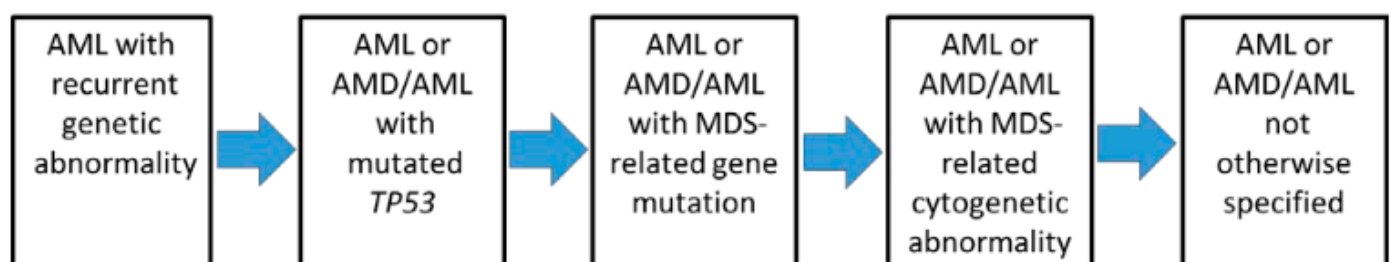 AML with
recurrent
genetic
abnormality
AML or
AMD/AML
with
mutated
TP53
AML or
AMD/AML
with MDS-
related gene
mutation
AML or
AMD/AML
with MDS-
related
cytogenetic
abnormality
AML or
AMD/AML
not
otherwise
specified